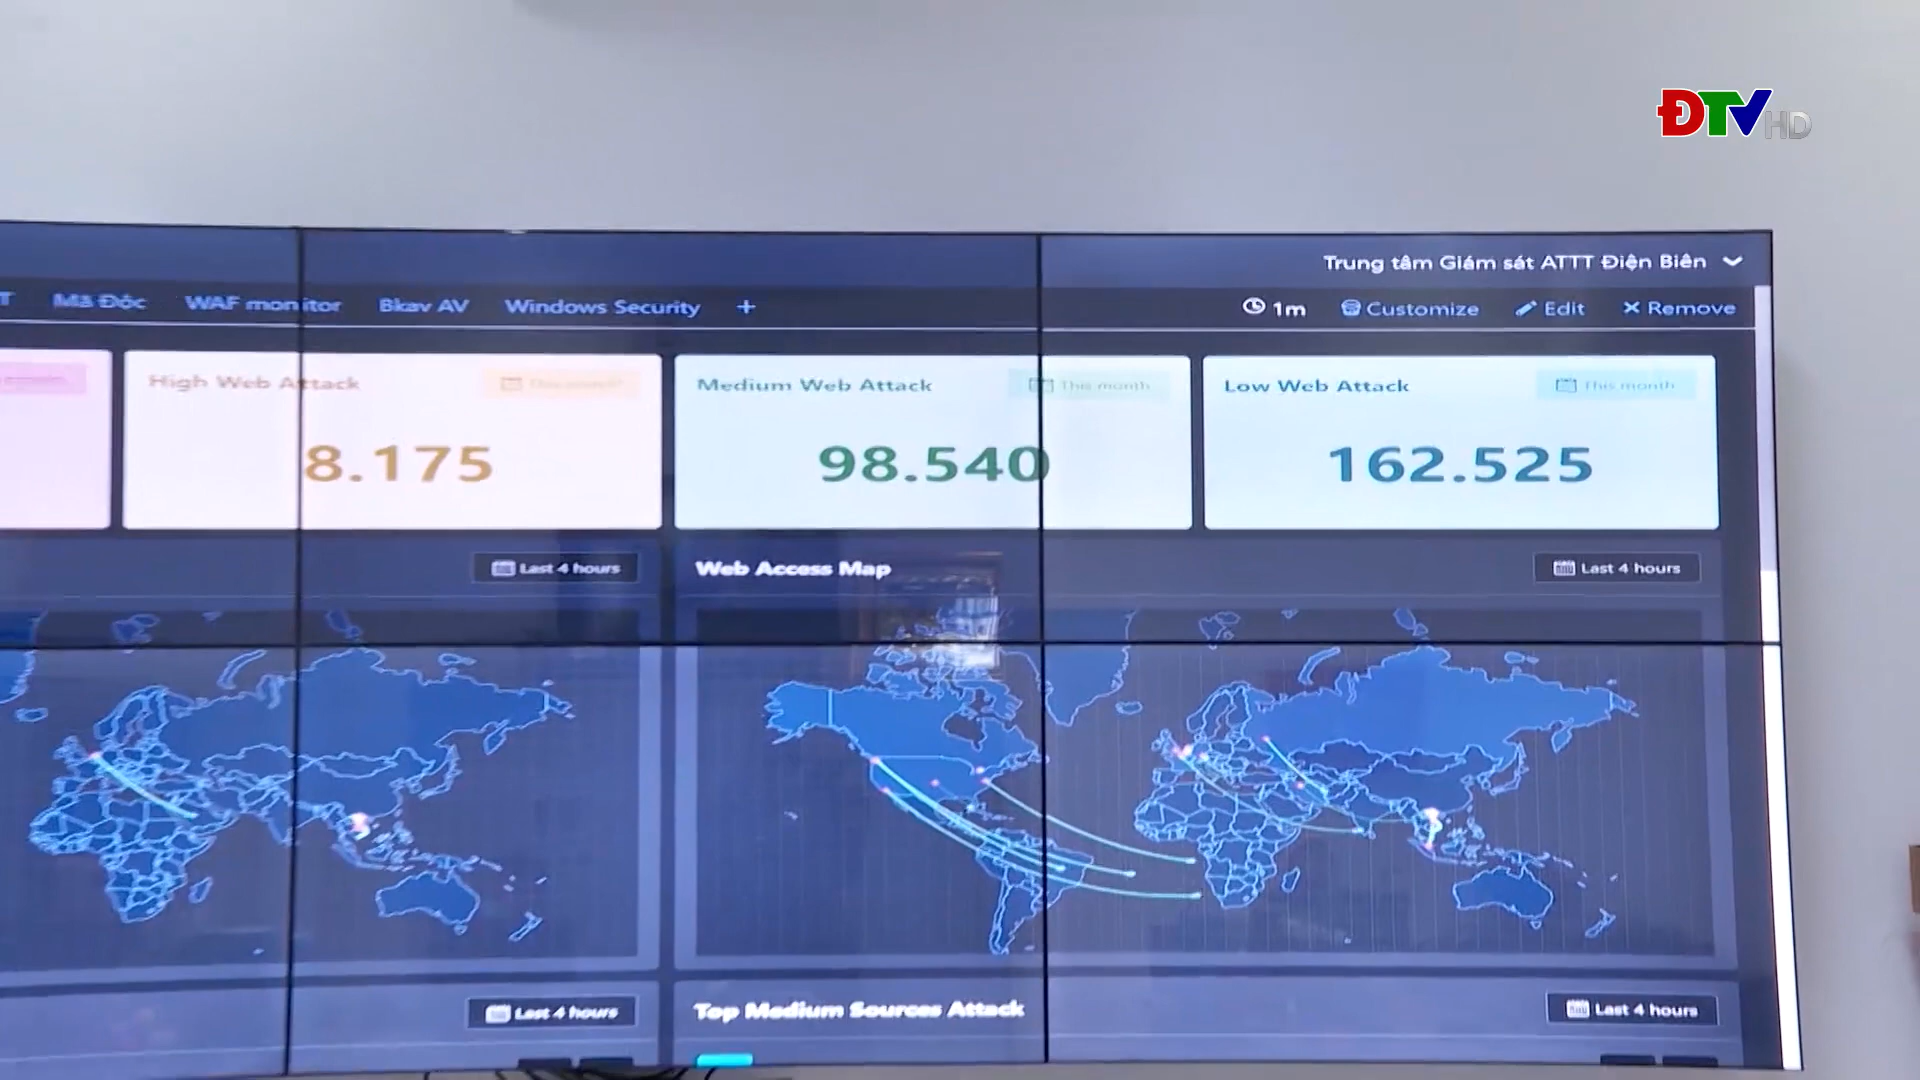 ĐTV HD
Trung tâm Giám sát ATTT Điện Biên
T Mã Độc WAF monitor Bkav AV Windows Security + 1m Customize Edit Remove
High Web Attack This month Medium Web Attack This month Low Web Attack This month
8.175 98.540 162.525
Last 4 hours Web Access Map Last 4 hours
Last 4 hours Top Medium Sources Attack Last 4 hours